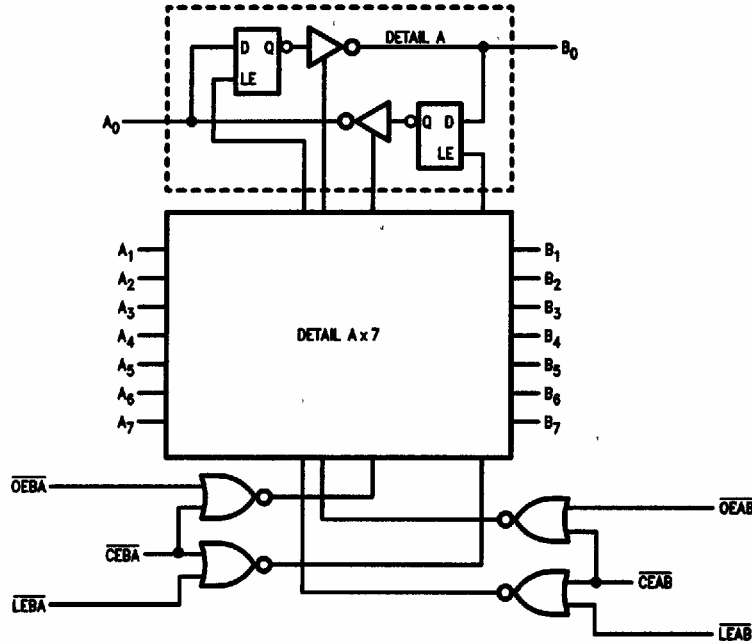 DETAIL A
D Q
LE
B0
A0
Q D
LE
A1
A2
A3
A4
A5
A6
A7
DETAIL A x 7
B1
B2
B3
B4
B5
B6
B7
OEBA
CEBA
LEBA
OEAB
CEAB
LEAB